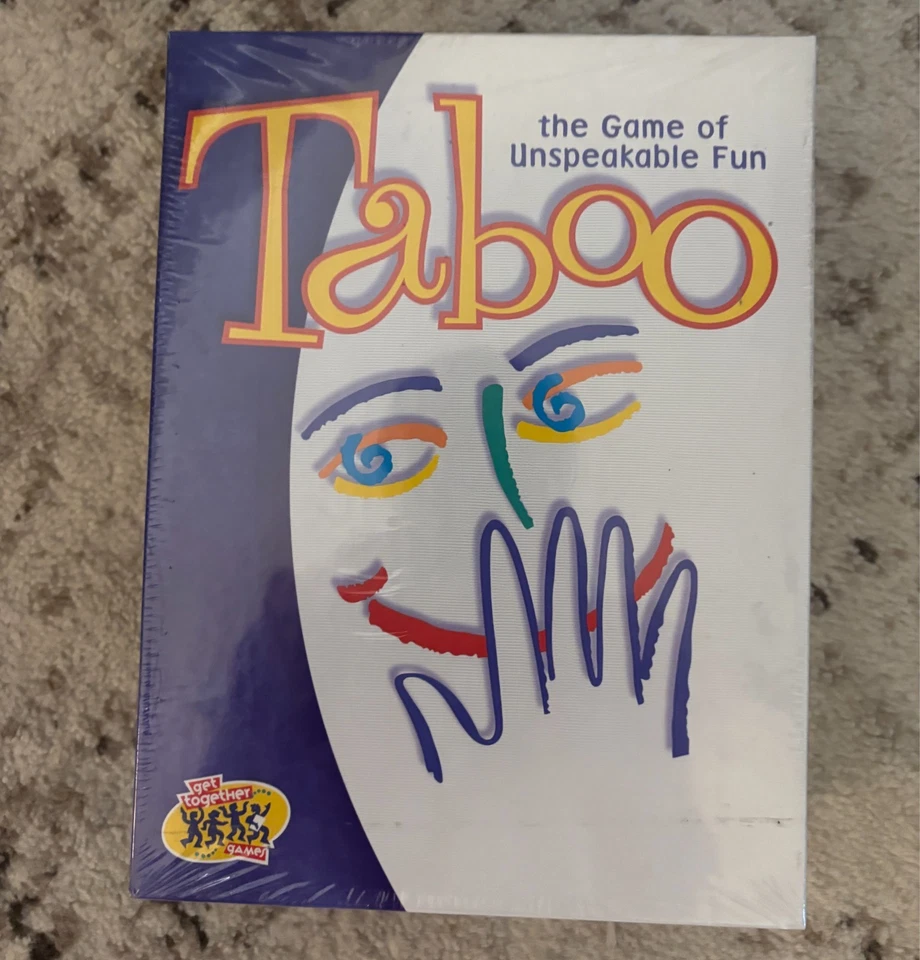 Taboo
the Game of
Unspeakable Fun
get
together
games